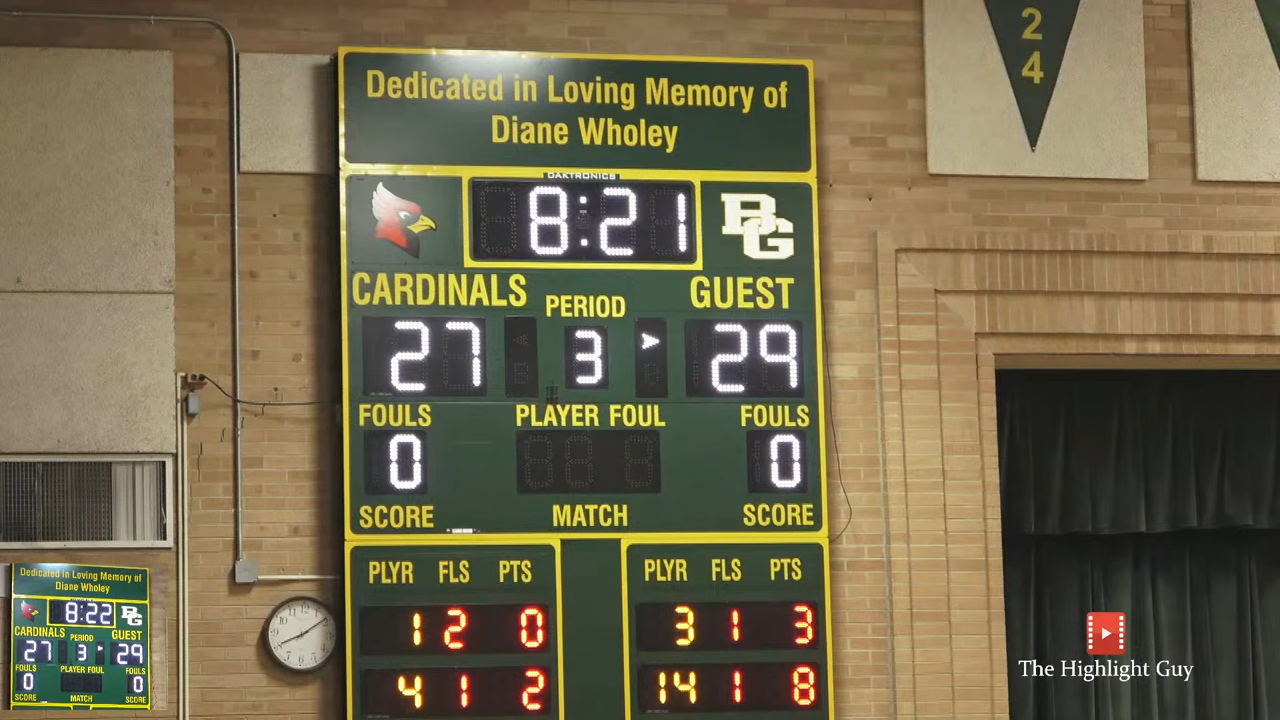 Dedicated in Loving Memory of
Diane Wholey
DAKTRONICS
8:21
BG
CARDINALS
PERIOD
GUEST
27
3
29
FOULS
PLAYER FOUL
FOULS
0
0
SCORE
MATCH
SCORE
PLYR FLS PTS
PLYR FLS PTS
1 2 0
3 1 3
4 1 2
14 1 8
2
4
Dedicated in Loving Memory of
Diane Wholey
8:22
BG
CARDINALS
PERIOD
GUEST
27
3
29
FOULS
PLAYER FOUL
FOULS
0
0
SCORE
MATCH
SCORE
The Highlight Guy